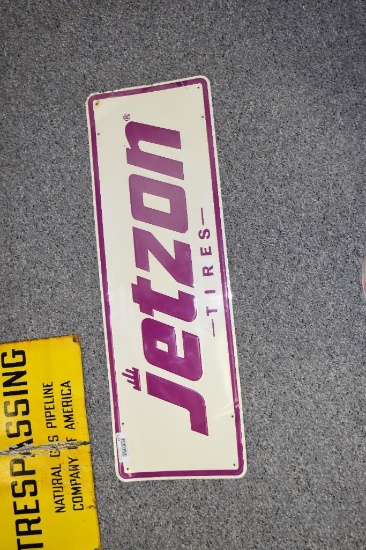 jetzon®
TIRES
TRESPASSING
NATURAL GAS PIPELINE
COMPANY OF AMERICA